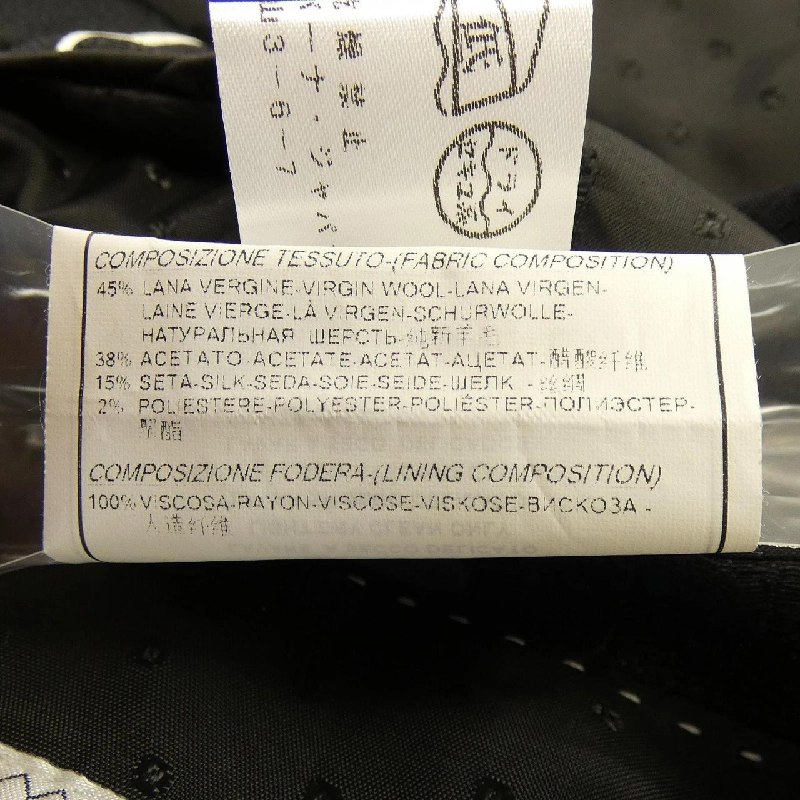 COMPOSIZIONE TESSUTO-(FABRIC COMPOSITION)
45% LANA VERGINE-VIRGIN WOOL-LANA VIRGEN-
LAINE VIERGE-LÃ VIRGEN-SCHURWOLLE-
НАТУРАЛЬНАЯ ШЕРСТЬ-纯新羊毛
38% ACETATO-ACETATE-ACETAT-АЦЕТАТ-醋酸纤维
15% SETA-SILK-SEDA-SOIE-SEIDE-ШЕЛК -丝绸
2% POLIESTERE-POLYESTER-POLIÉSTER-ПОЛИЭСТЕР-
聚酯
COMPOSIZIONE FODERA-(LINING COMPOSITION)
100% VISCOSA-RAYON-VISCOSE-VISKOSE-ВИСКОЗА -
人造纤维
ドライ